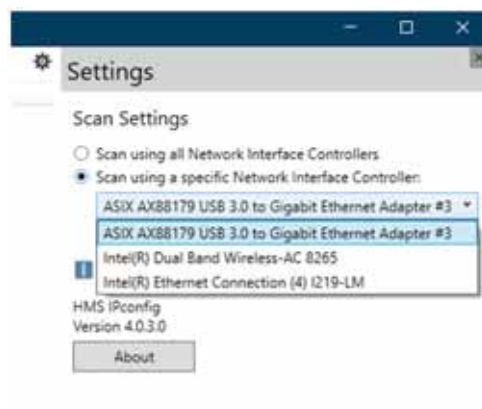 Settings
Scan Settings
Scan using all Network Interface Controllers
Scan using a specific Network Interface Controller:
ASIX AX88179 USB 3.0 to Gigabit Ethernet Adapter #3
ASIX AX88179 USB 3.0 to Gigabit Ethernet Adapter #3
Intel(R) Dual Band Wireless-AC 8265
Intel(R) Ethernet Connection (4) I219-LM
HMS IPconfig
Version 4.0.3.0
About